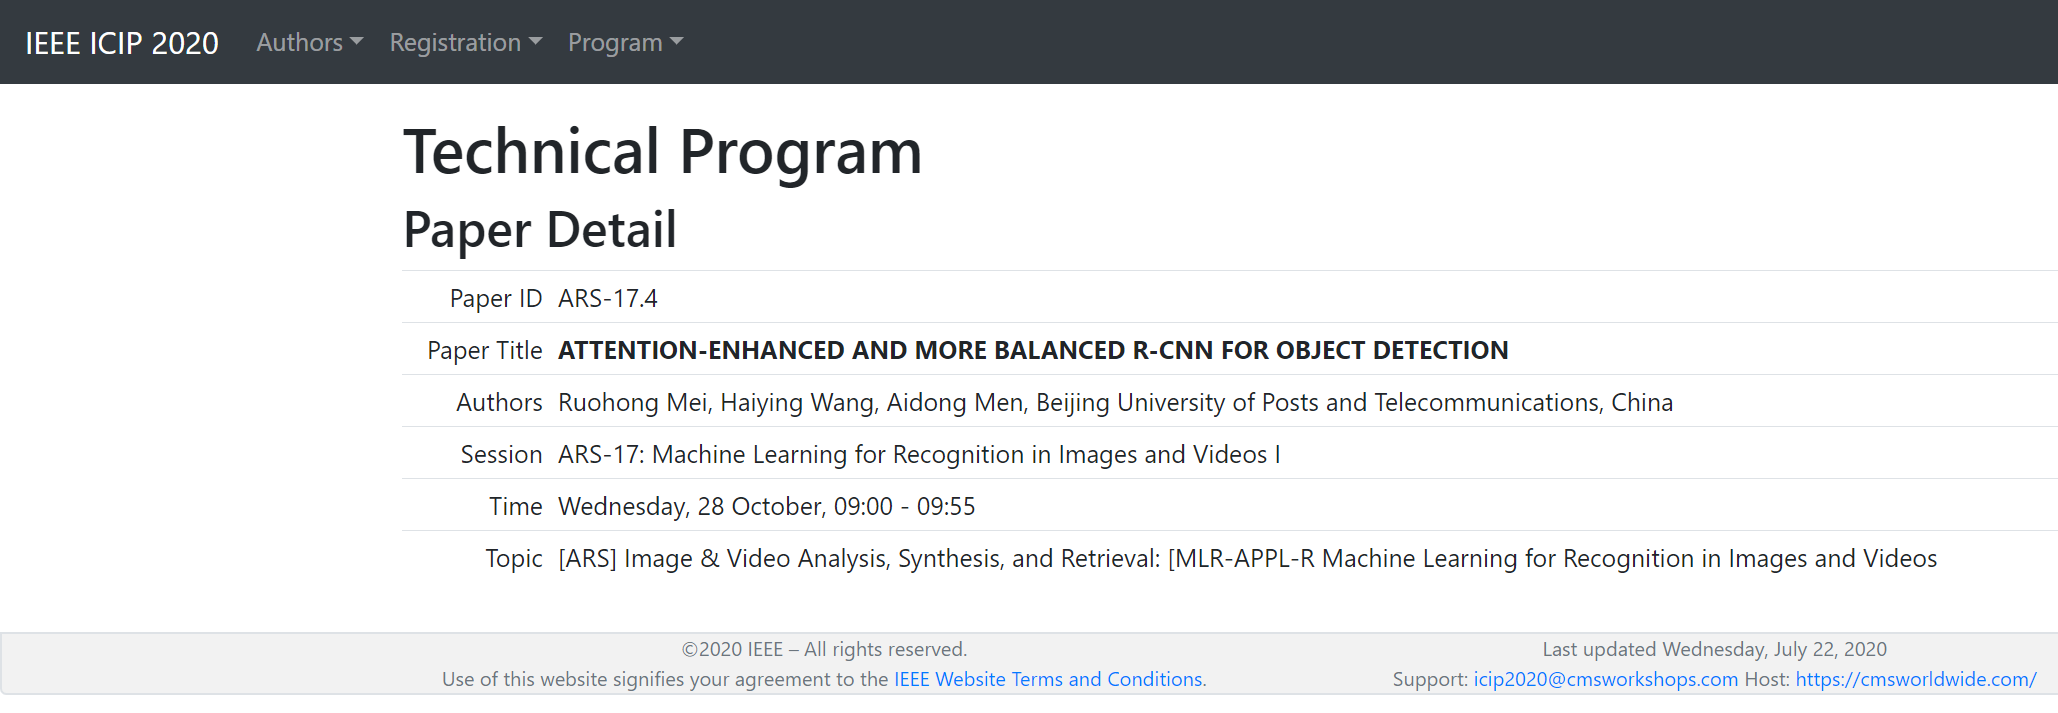 IEEE ICIP 2020 Authors Registration Program
Technical Program
Paper Detail
Paper ID ARS-17.4
Paper Title ATTENTION-ENHANCED AND MORE BALANCED R-CNN FOR OBJECT DETECTION
Authors Ruohong Mei, Haiying Wang, Aidong Men, Beijing University of Posts and Telecommunications, China
Session ARS-17: Machine Learning for Recognition in Images and Videos I
Time Wednesday, 28 October, 09:00 - 09:55
Topic [ARS] Image & Video Analysis, Synthesis, and Retrieval: [MLR-APPL-R Machine Learning for Recognition in Images and Videos
©2020 IEEE – All rights reserved.
Use of this website signifies your agreement to the IEEE Website Terms and Conditions.
Last updated Wednesday, July 22, 2020
Support: icip2020@cmsworkshops.com Host: https://cmsworldwide.com/